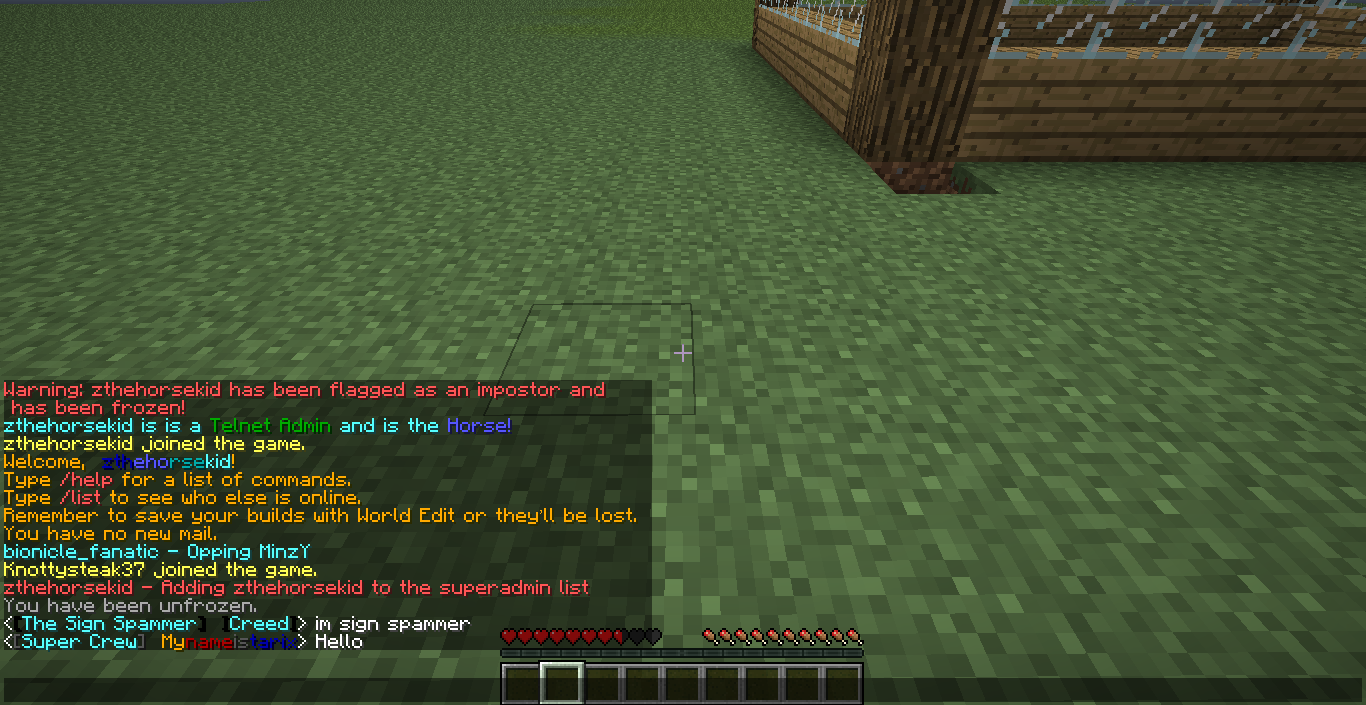 Warning: zthehorsekid has been flagged as an impostor and
has been frozen!
zthehorsekid is is a Telnet Admin and is the Horse!
zthehorsekid joined the game.
Welcome, zthehorsekid!
Type /help for a list of commands.
Type /list to see who else is online.
Remember to save your builds with World Edit or they'll be lost.
You have no new mail.
bionicle_fanatic - Opping MinzY
Knottysteak37 joined the game.
zthehorsekid - Adding zthehorsekid to the superadmin list
You have been unfrozen.
<[The Sign Spammer] [Creed]> im sign spammer
<[Super Crew] Mynameistarix> Hello